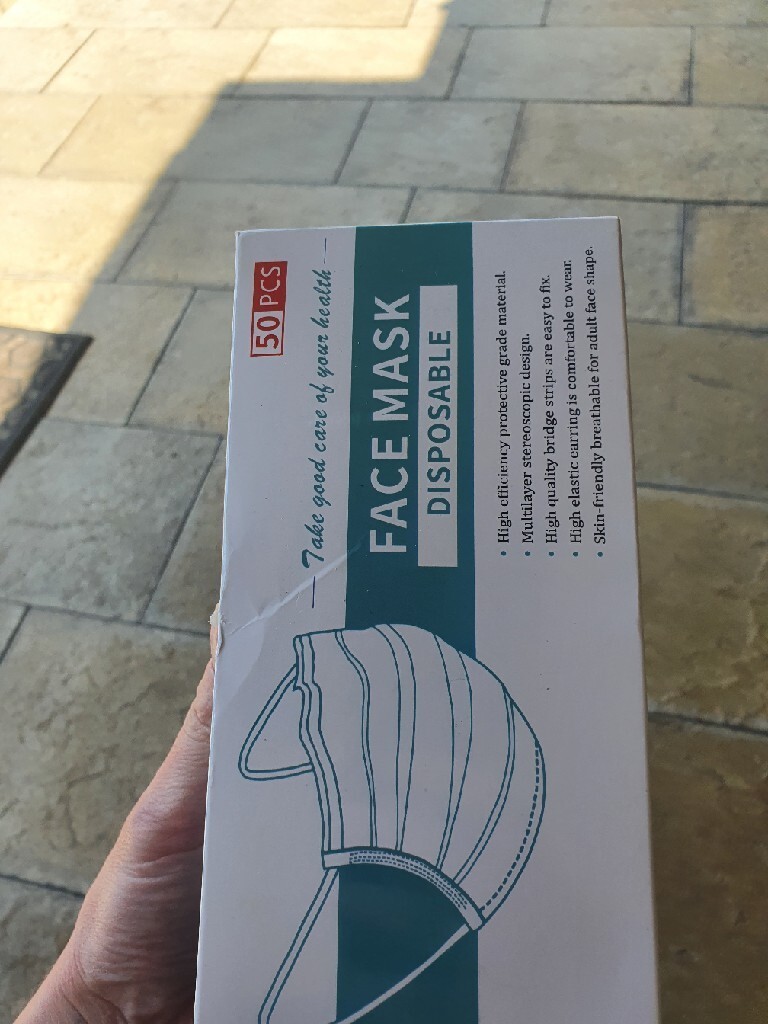 50 PCS
Take good care of your health
FACE MASK
DISPOSABLE
• High efficiency protective grade material.
• Multilayer stereoscopic design.
• High quality bridge strips are easy to fix.
• High elastic earring is comfortable to wear.
• Skin-friendly breathable for adult face shape.